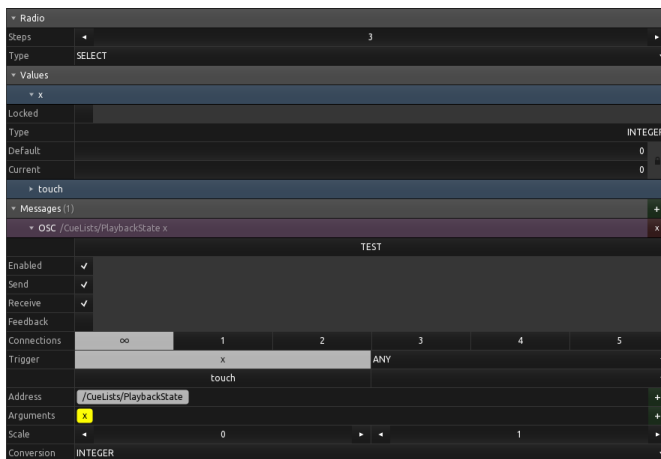 Radio
Steps 3
Type SELECT
Values
x
Locked
Type INTEGER
Default 0
Current 0
touch
Messages (1) +
OSC /CueLists/PlaybackState x x
TEST
Enabled
Send
Receive
Feedback
Connections ∞ 1 2 3 4 5
Trigger x ANY
touch
Address /CueLists/PlaybackState +
Arguments x +
Scale 0 1
Conversion INTEGER